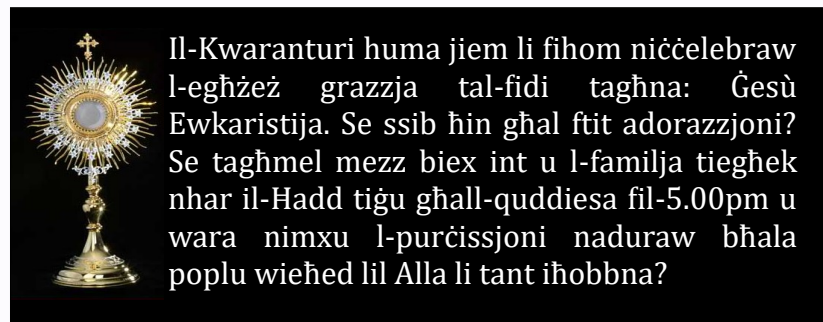 Il-Kwaranturi huma jiem li fihom niċċelebraw
l-egħżeż grazzja tal-fidi tagħna: Ġesù
Ewkaristija. Se ssib ħin għal ftit adorazzjoni?
Se tagħmel mezz biex int u l-familja tiegħek
nhar il-Ħadd tiġu għall-quddiesa fil-5.00pm u
wara nimxu l-purċissjoni naduraw bħala
poplu wieħed lil Alla li tant iħobbna?